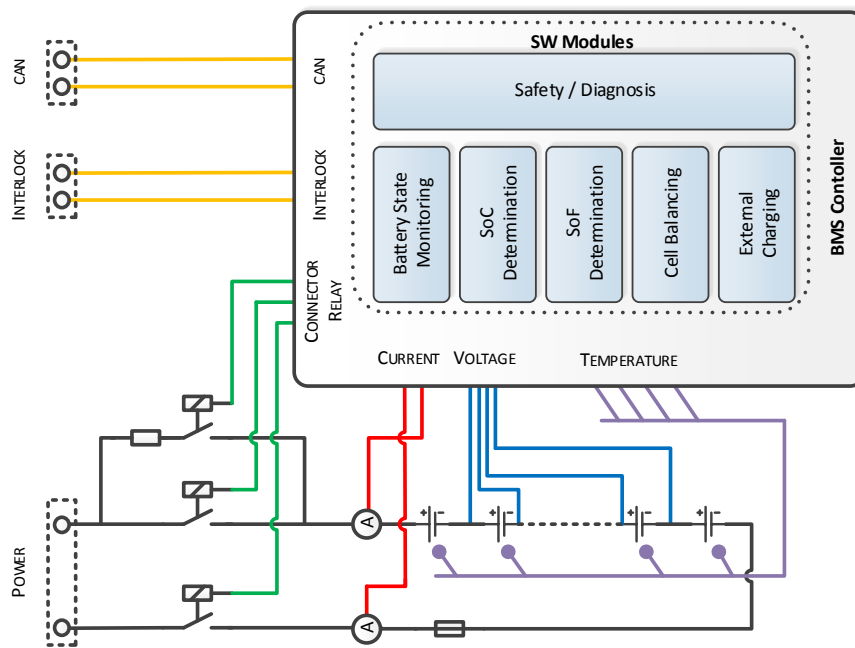 SW Modules
Safety / Diagnosis
Battery State
Monitoring
SoC
Determination
SoF
Determination
Cell Balancing
External
Charging
BMS Contoller
CAN
CAN
INTERLOCK
INTERLOCK
CONNECTOR
RELAY
CURRENT
VOLTAGE
TEMPERATURE
POWER
A
A
+ -
+ -
+ -
+ -